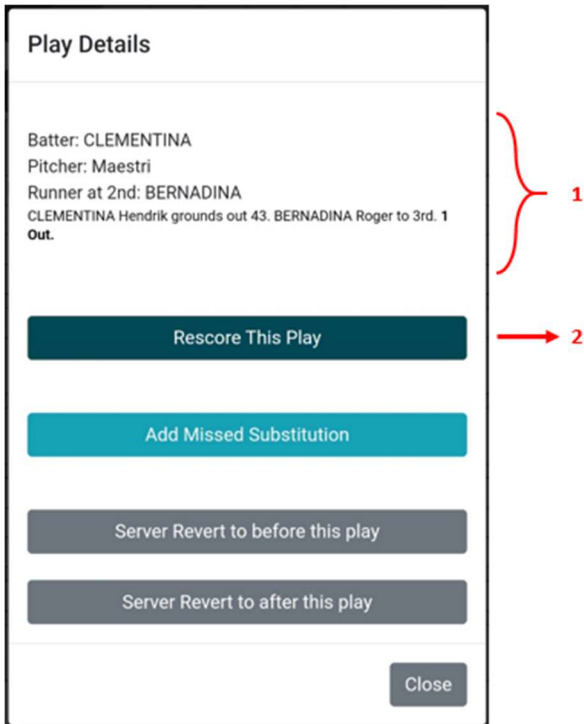 Play Details
Batter: CLEMENTINA
Pitcher: Maestri
Runner at 2nd: BERNADINA
CLEMENTINA Hendrik grounds out 43. BERNADINA Roger to 3rd. 1
Out.
1
Rescore This Play
2
Add Missed Substitution
Server Revert to before this play
Server Revert to after this play
Close